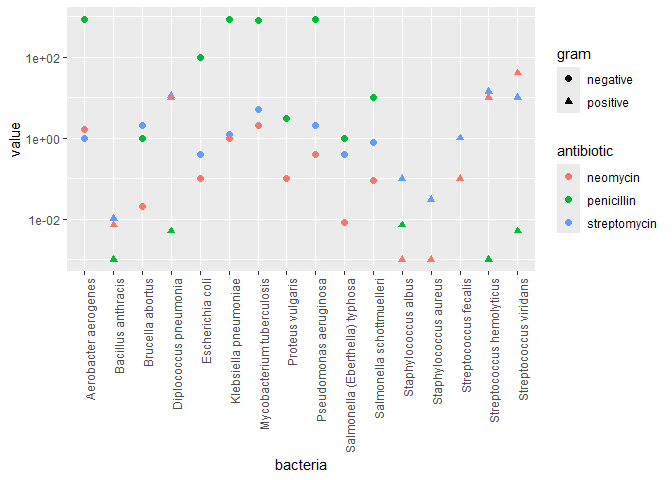 1e+02
1e+00
1e-02
value
Aerobacter aerogenes
Bacillus anthracis
Brucella abortus
Diplococcus pneumonia
Escherichia coli
Klebsiella pneumoniae
Mycobacterium tuberculosis
Proteus vulgaris
Pseudomonas aeruginosa
Salmonella (Eberthella) typhosa
Salmonella schottmuelleri
Staphylococcus albus
Staphylococcus aureus
Streptococcus fecalis
Streptococcus hemolyticus
Streptococcus viridans
bacteria
gram
negative
positive
antibiotic
neomycin
penicillin
streptomycin